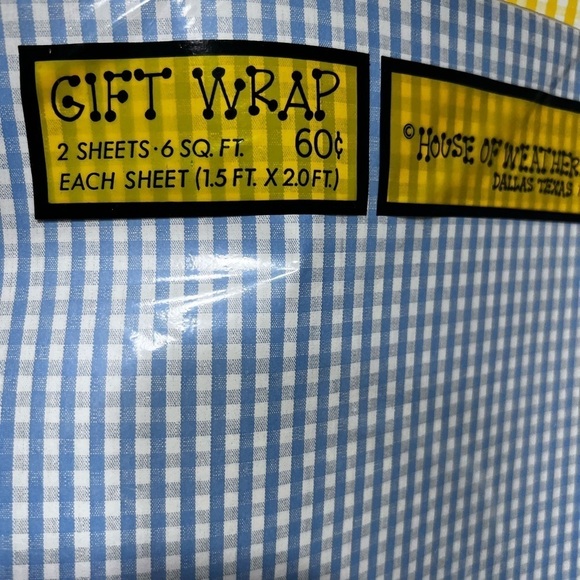 GIFT WRAP
2 SHEETS · 6 SQ. FT. 60¢
EACH SHEET (1.5 FT. X 2.0 FT.)
© HOUSE OF WEATHER
DALLAS TEXAS